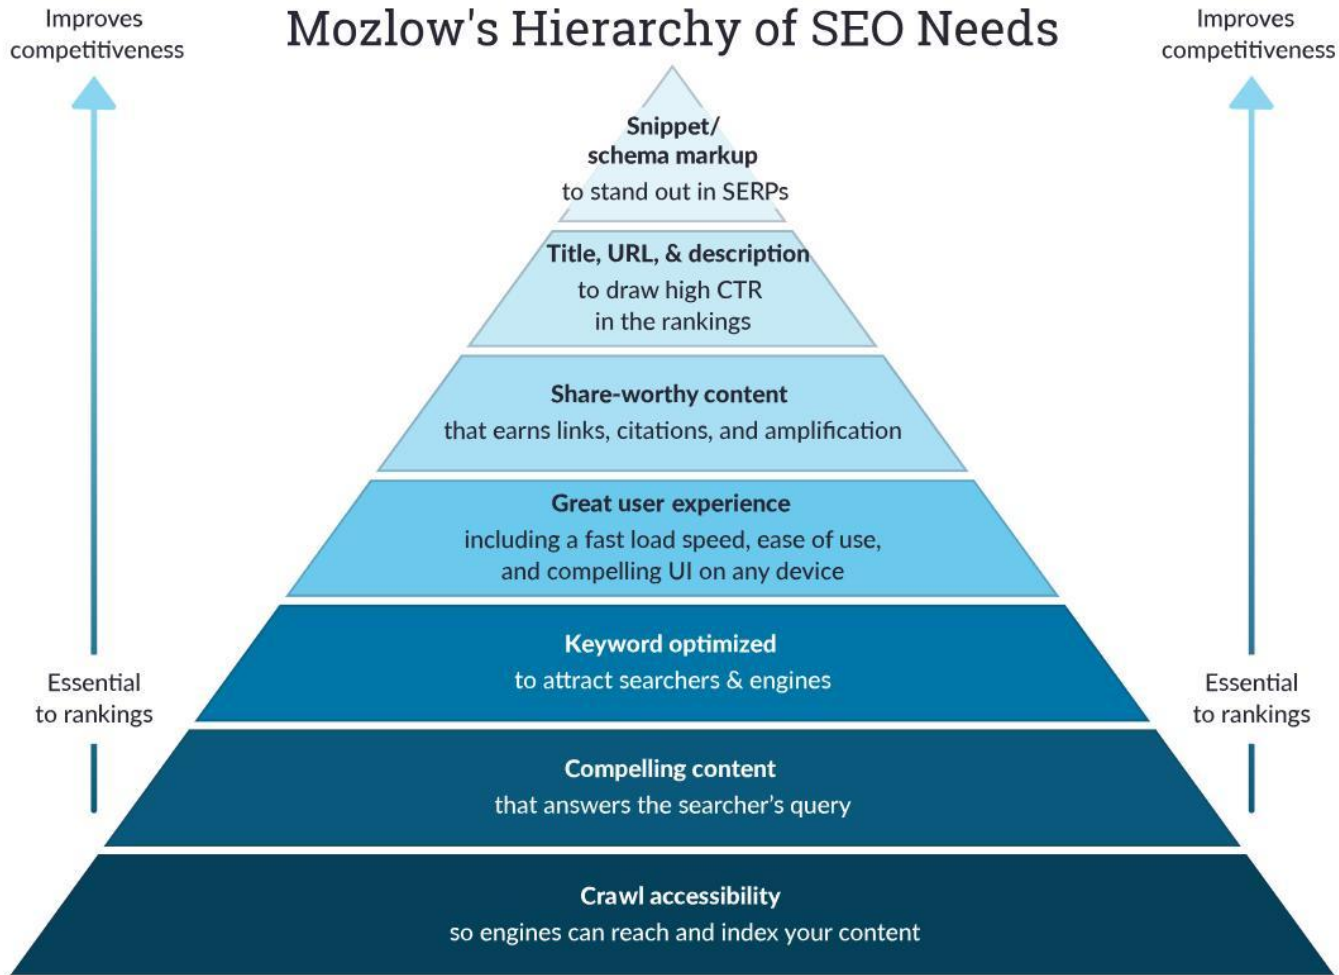 Mozlow's Hierarchy of SEO Needs
Improves
competitiveness
Improves
competitiveness
Snippet/
schema markup
to stand out in SERPs
Title, URL, & description
to draw high CTR
in the rankings
Share-worthy content
that earns links, citations, and amplification
Great user experience
including a fast load speed, ease of use,
and compelling UI on any device
Keyword optimized
to attract searchers & engines
Essential
to rankings
Essential
to rankings
Compelling content
that answers the searcher's query
Crawl accessibility
so engines can reach and index your content